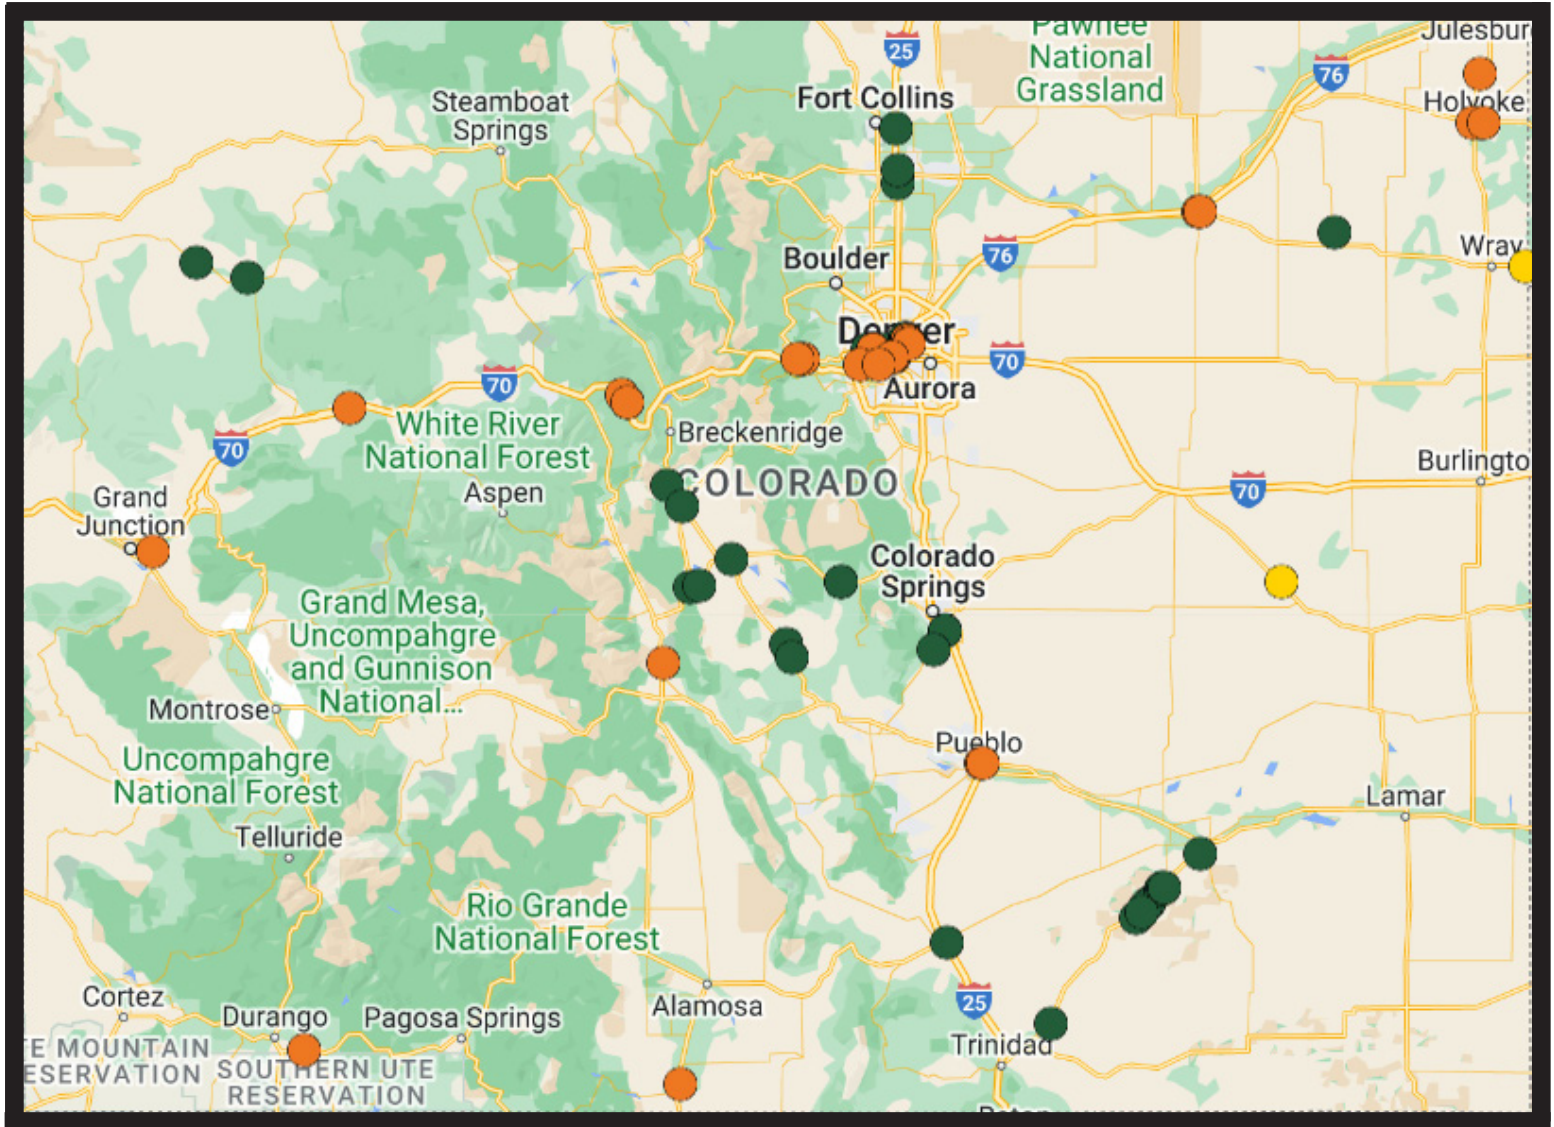 Pawnee
National
Grassland
Julesbur
25
76
Holyoke
Steamboat
Springs
Fort Collins
Boulder
76
Wray
Denver
70
Aurora
70
White River
National Forest
Breckenridge
70
COLORADO
Burlingto
70
Aspen
Grand
Junction
Colorado
Springs
Grand Mesa,
Uncompahgre
and Gunnison
National...
Montrose
Pueblo
Uncompahgre
National Forest
Lamar
Telluride
Rio Grande
National Forest
Cortez
Durango
Pagosa Springs
Alamosa
25
Trinidad
TE MOUNTAIN
ESERVATION
SOUTHERN UTE
RESERVATION